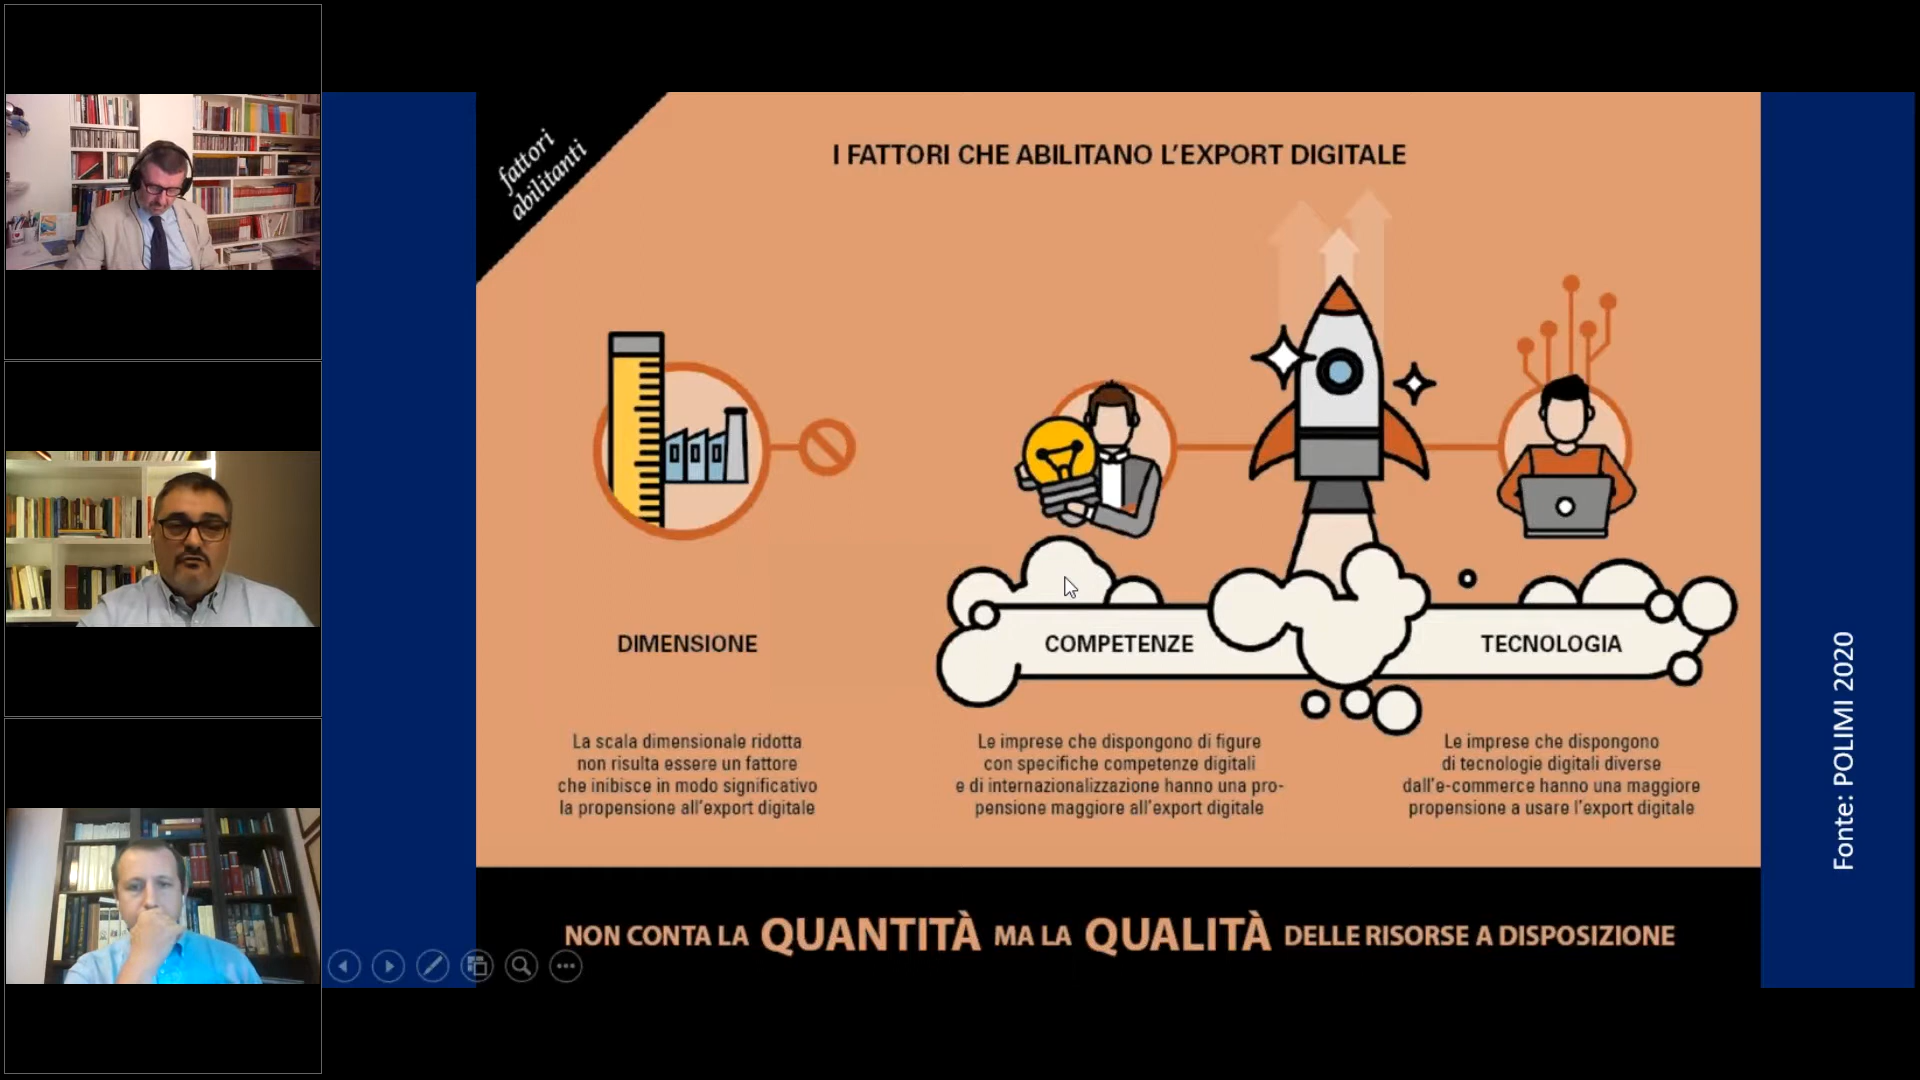 fattori
abilitanti
I FATTORI CHE ABILITANO L'EXPORT DIGITALE
DIMENSIONE
La scala dimensionale ridotta
non risulta essere un fattore
che inibisce in modo significativo
la propensione all'export digitale
COMPETENZE
Le imprese che dispongono di figure
con specifiche competenze digitali
e di internazionalizzazione hanno una pro-
pensione maggiore all'export digitale
TECNOLOGIA
Le imprese che dispongono
di tecnologie digitali diverse
dall'e-commerce hanno una maggiore
propensione a usare l'export digitale
NON CONTA LA QUANTITÀ MA LA QUALITÀ DELLE RISORSE A DISPOSIZIONE
Fonte: POLIMI 2020